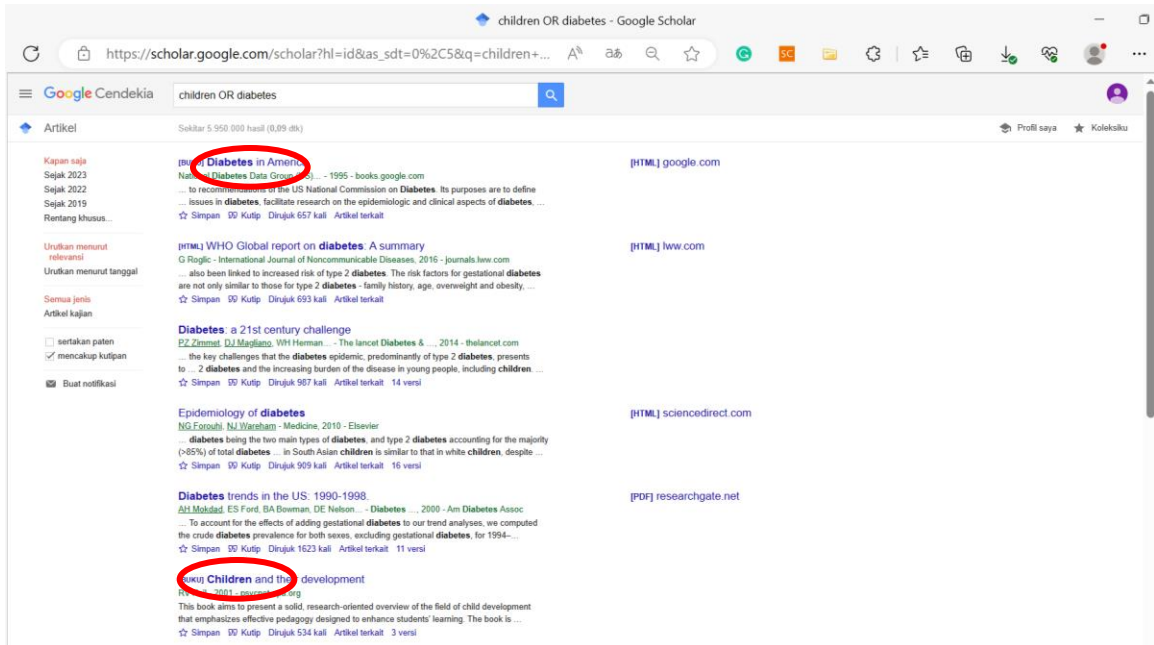 children OR diabetes - Google Scholar
https://scholar.google.com/scholar?hl=id&as_sdt=0%2C5&q=children+...
Google Cendekia
children OR diabetes
Artikel
Sekitar 5.950.000 hasil (0,09 dtk)
Profil saya
Koleksiku
Kapan saja
Sejak 2023
Sejak 2022
Sejak 2019
Rentang khusus...
Urutkan menurut
relevansi
Urutkan menurut tanggal
Semua jenis
Artikel kajian
sertakan paten
mencakup kutipan
Buat notifikasi
Diabetes in
Diabetes Data Group - 1995 - books.google.com
... to recommendations of the US National Commission on Diabetes. Its purposes are to define
... issues in diabetes, facilitate research on the epidemiologic and clinical aspects of diabetes, ...
Simpan Kutip Dirujuk 657 kali Artikel terkait
[HTML] google.com
[HTML] WHO Global report on diabetes: A summary
G Roglic - International Journal of Noncommunicable Diseases, 2016 - journals.lww.com
... also been linked to increased risk of type 2 diabetes. The risk factors for gestational diabetes
are not only similar to those for type 2 diabetes - family history, age, overweight and obesity, ...
Simpan Kutip Dirujuk 693 kali Artikel terkait
[HTML] lww.com
Diabetes: a 21st century challenge
PZ Zimmet, DJ Magliano, WH Herman... - The lancet Diabetes & ..., 2014 - thelancet.com
... the key challenges that the diabetes epidemic, predominantly of type 2 diabetes, presents
to ... 2 diabetes and the increasing burden of the disease in young people, including children. ...
Simpan Kutip Dirujuk 987 kali Artikel terkait 14 versi
Epidemiology of diabetes
NG Forouhi, NJ Wareham - Medicine, 2010 - Elsevier
... diabetes being the two main types of diabetes, and type 2 diabetes accounting for the majority
(>85%) of total diabetes ... in South Asian children is similar to that in white children, despite ...
Simpan Kutip Dirujuk 909 kali Artikel terkait 16 versi
[HTML] sciencedirect.com
Diabetes trends in the US: 1990-1998.
AH Mokdad, ES Ford, BA Bowman, DE Nelson... - Diabetes ..., 2000 - Am Diabetes Assoc
... To account for the effects of adding gestational diabetes to our trend analyses, we computed
the crude diabetes prevalence for both sexes, excluding gestational diabetes, for 1994–...
Simpan Kutip Dirujuk 1623 kali Artikel terkait 11 versi
[PDF] researchgate.net
Children and development
2001
This book aims to present a solid, research-oriented overview of the field of child development
that emphasizes effective pedagogy designed to enhance students' learning. The book is ...
Simpan Kutip Dirujuk 534 kali Artikel terkait 3 versi